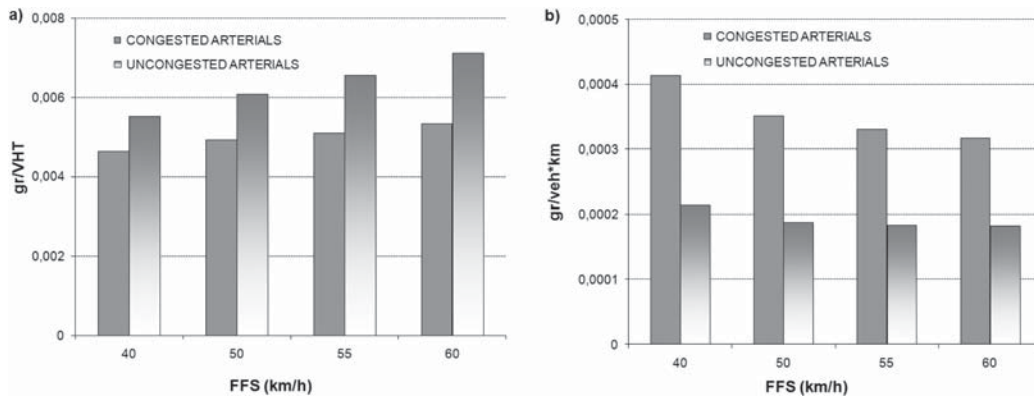 a)
0,008
CONGESTED ARTERIALS
UNCONGESTED ARTERIALS
0,006
0,004
0,002
0
gr/VHT
40 50 55 60
FFS (km/h)
b)
0,0005
CONGESTED ARTERIALS
UNCONGESTED ARTERIALS
0,0004
0,0003
0,0002
0,0001
0
gr/veh*km
40 50 55 60
FFS (km/h)